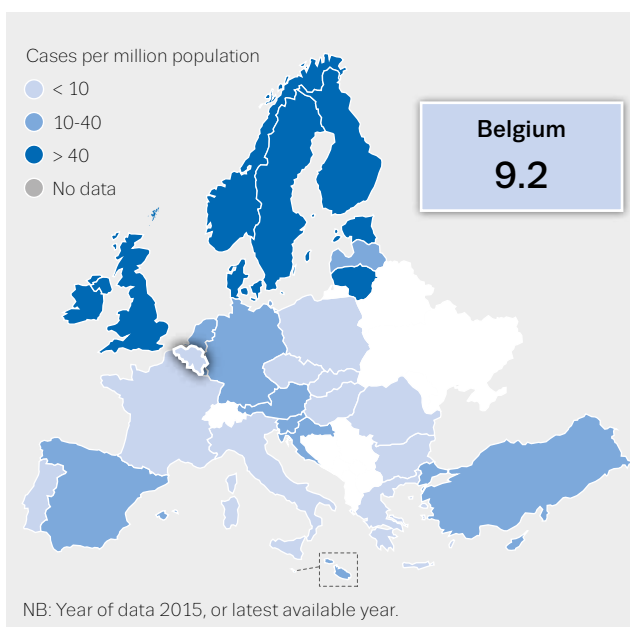 Cases per million population
< 10
10-40
> 40
No data
Belgium
9.2
NB: Year of data 2015, or latest available year.